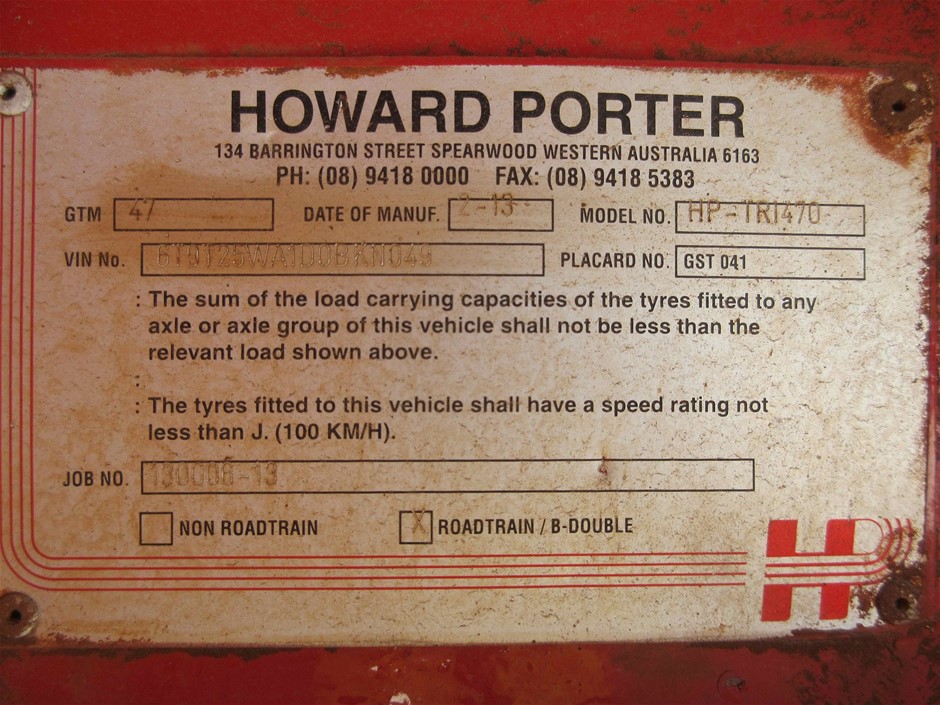 HOWARD PORTER
134 BARRINGTON STREET SPEARWOOD WESTERN AUSTRALIA 6163
PH: (08) 9418 0000 FAX: (08) 9418 5383
GTM 47 DATE OF MANUF. 2-13 MODEL NO. HP-TRI470
VIN No. 6T9T25WA1D0BKN049 PLACARD NO. GST 041
: The sum of the load carrying capacities of the tyres fitted to any
axle or axle group of this vehicle shall not be less than the
relevant load shown above.
:
: The tyres fitted to this vehicle shall have a speed rating not
less than J. (100 KM/H).
JOB NO. 130008-13
NON ROADTRAIN X ROADTRAIN / B-DOUBLE
HP